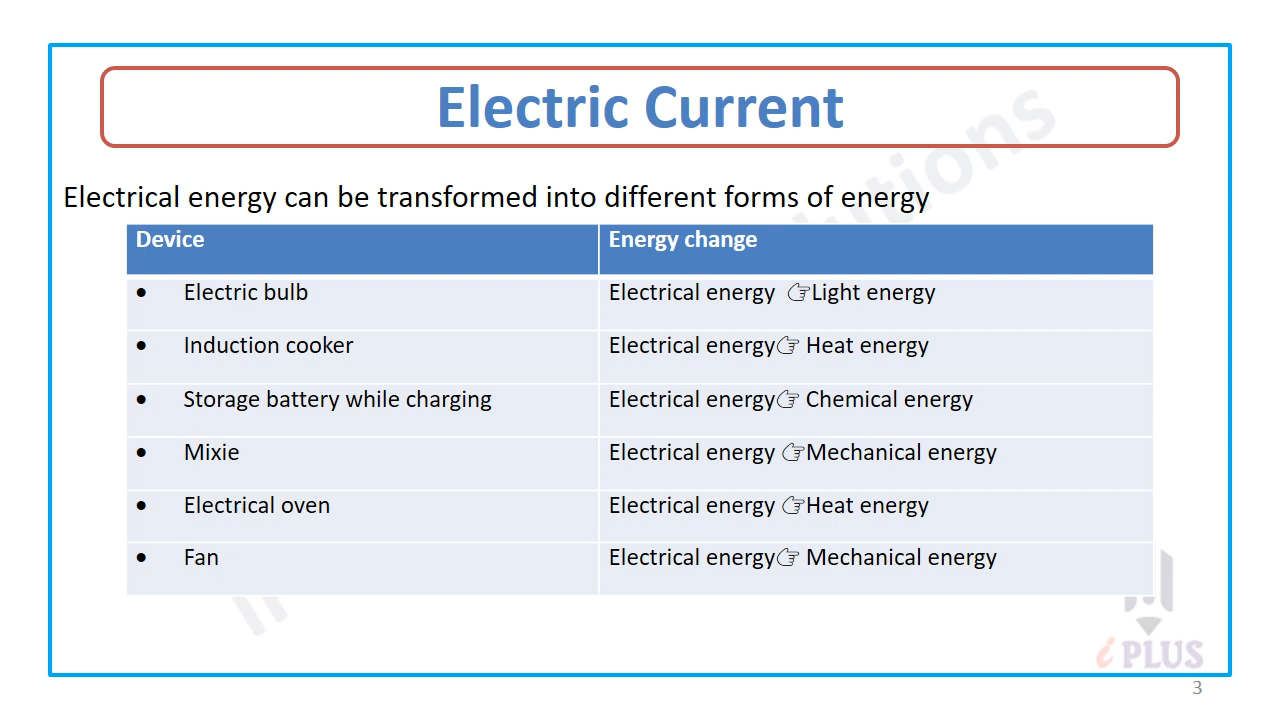 Electric Current
Electrical energy can be transformed into different forms of energy
Device Energy change
• Electric bulb Electrical energy 👉Light energy
• Induction cooker Electrical energy👉 Heat energy
• Storage battery while charging Electrical energy👉 Chemical energy
• Mixie Electrical energy 👉Mechanical energy
• Electrical oven Electrical energy 👉Heat energy
• Fan Electrical energy👉 Mechanical energy
i PLUS
3